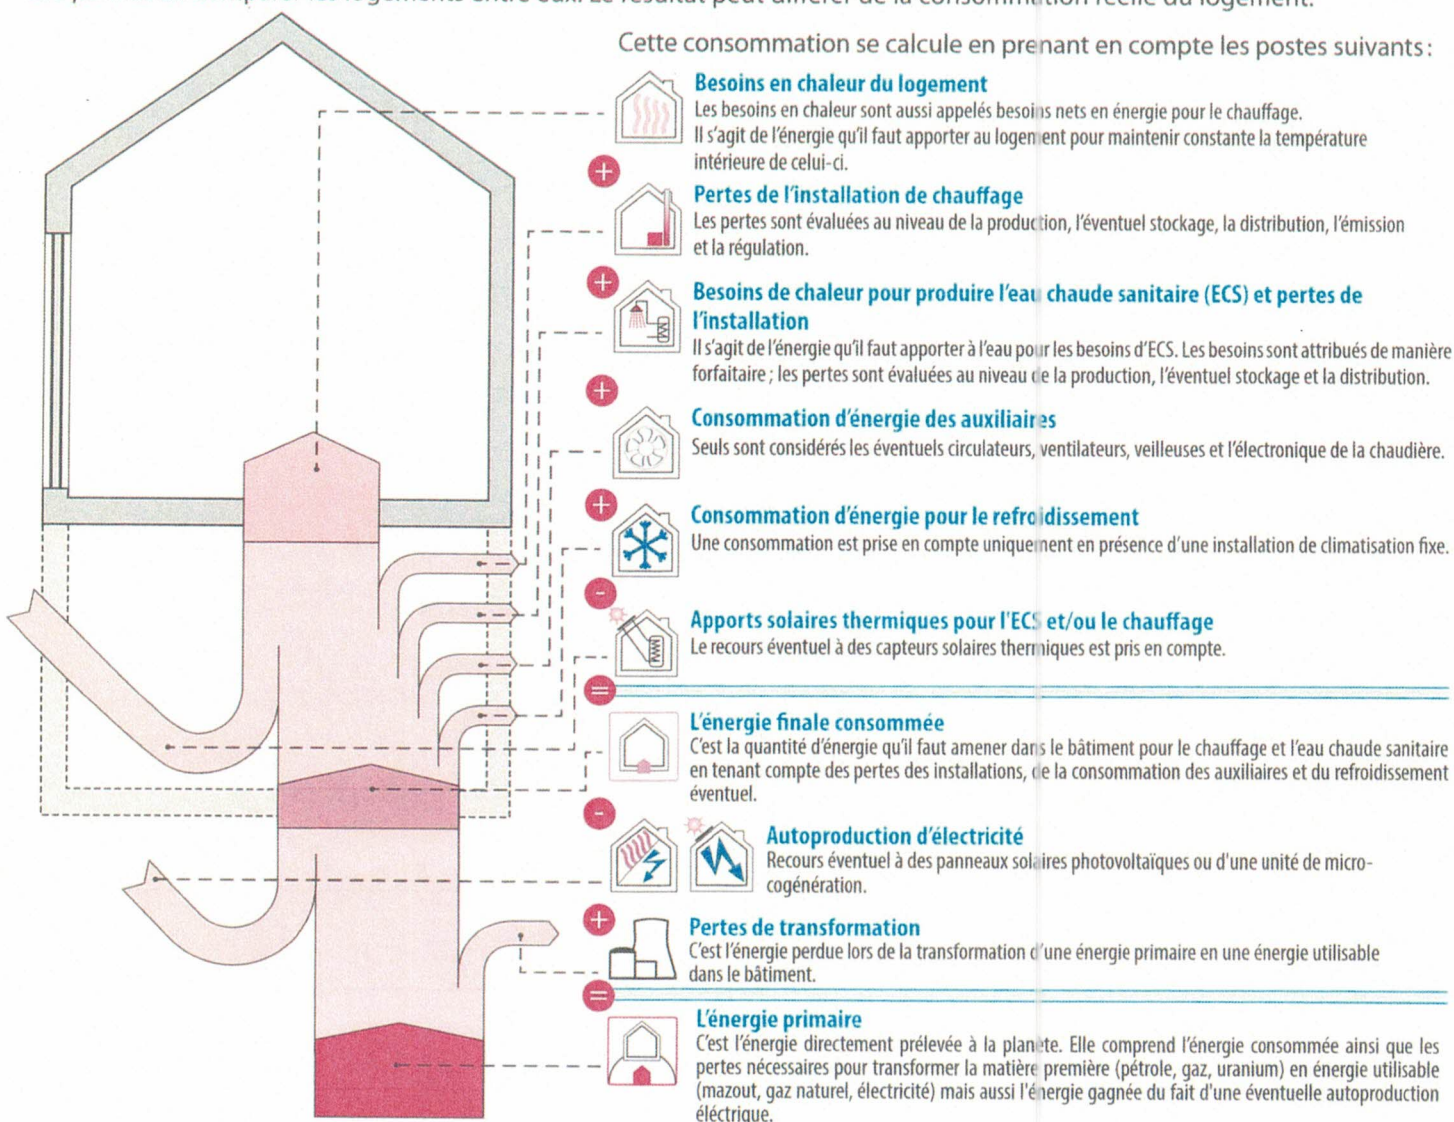 Cette consommation se calcule en prenant en compte les postes suivants :
Besoins en chaleur du logement
Les besoins en chaleur sont aussi appelés besoins nets en énergie pour le chauffage.
Il s'agit de l'énergie qu'il faut apporter au logement pour maintenir constante la température
intérieure de celui-ci.
+
Pertes de l'installation de chauffage
Les pertes sont évaluées au niveau de la production, l'éventuel stockage, la distribution, l'émission
et la régulation.
+
Besoins de chaleur pour produire l'eau chaude sanitaire (ECS) et pertes de
l'installation
Il s'agit de l'énergie qu'il faut apporter à l'eau pour les besoins d'ECS. Les besoins sont attribués de manière
forfaitaire ; les pertes sont évaluées au niveau de la production, l'éventuel stockage et la distribution.
+
Consommation d'énergie des auxiliaires
Seuls sont considérés les éventuels circulateurs, ventilateurs, veilleuses et l'électronique de la chaudière.
+
Consommation d'énergie pour le refroidissement
Une consommation est prise en compte uniquement en présence d'une installation de climatisation fixe.
-
Apports solaires thermiques pour l'ECS et/ou le chauffage
Le recours éventuel à des capteurs solaires thermiques est pris en compte.
=
L'énergie finale consommée
C'est la quantité d'énergie qu'il faut amener dans le bâtiment pour le chauffage et l'eau chaude sanitaire
en tenant compte des pertes des installations, de la consommation des auxiliaires et du refroidissement
éventuel.
-
Autoproduction d'électricité
Recours éventuel à des panneaux solaires photovoltaïques ou d'une unité de micro-
cogénération.
+
Pertes de transformation
C'est l'énergie perdue lors de la transformation d'une énergie primaire en une énergie utilisable
dans le bâtiment.
=
L'énergie primaire
C'est l'énergie directement prélevée à la planète. Elle comprend l'énergie consommée ainsi que les
pertes nécessaires pour transformer la matière première (pétrole, gaz, uranium) en énergie utilisable
(mazout, gaz naturel, électricité) mais aussi l'énergie gagnée du fait d'une éventuelle autoproduction
éléctrique.